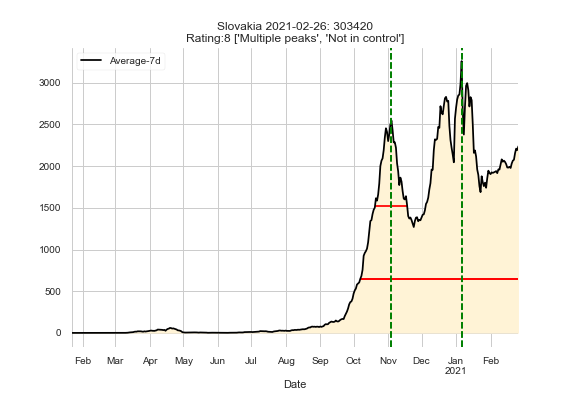 Slovakia 2021-02-26: 303420
Rating:8 ['Multiple peaks', 'Not in control']
Average-7d
3000
2500
2000
1500
1000
500
0
Feb Mar Apr May Jun Jul Aug Sep Oct Nov Dec Jan Feb
2021
Date